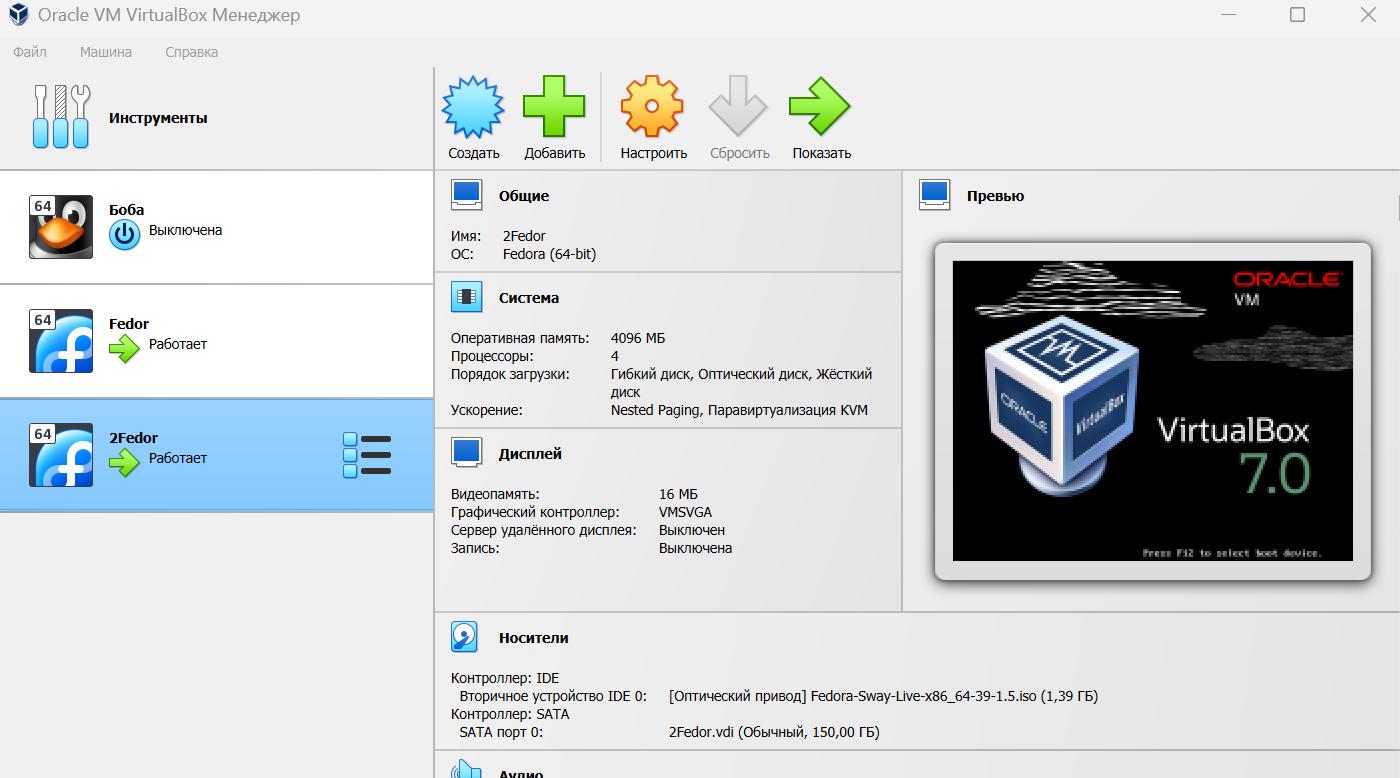 Oracle VM VirtualBox Менеджер
Файл Машина Справка
Инструменты
Создать Добавить Настроить Сбросить Показать
64
Боба
Выключена
64
Fedor
Работает
64
2Fedor
Работает
Общие
Имя: 2Fedor
ОС: Fedora (64-bit)
Система
Оперативная память: 4096 МБ
Процессоры: 4
Порядок загрузки: Гибкий диск, Оптический диск, Жёсткий
диск
Ускорение: Nested Paging, Паравиртуализация KVM
Дисплей
Видеопамять: 16 МБ
Графический контроллер: VMSVGA
Сервер удалённого дисплея: Выключен
Запись: Выключена
Превью
ORACLE
VM
ORACLE
VirtualBox
VirtualBox
7.0
Press F12 to select boot device.
Носители
Контроллер: IDE
Вторичное устройство IDE 0: [Оптический привод] Fedora-Sway-Live-x86_64-39-1.5.iso (1,39 ГБ)
Контроллер: SATA
SATA порт 0: 2Fedor.vdi (Обычный, 150,00 ГБ)
Аудио